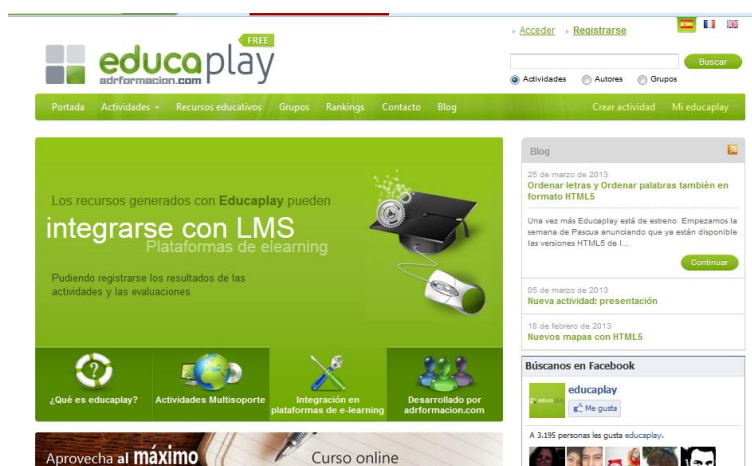 Acceder
Registrarse
FREE
educaplay
adrformacion.com
Buscar
Actividades Autores Grupos
Portada Actividades Recursos educativos Grupos Rankings Contacto Blog Crear actividad Mi educaplay
Los recursos generados con Educaplay pueden
integrarse con LMS
Plataformas de elearning
Pudiendo registrarse los resultados de las
actividades y las evaluaciones
¿Qué es educaplay?
Actividades Multisoporte
Integración en
plataformas de e-learning
Desarrollado por
adrformacion.com
Aprovecha al máximo
Curso online
Blog
26 de marzo de 2013
Ordenar letras y Ordenar palabras también en
formato HTML5
Una vez más Educaplay está de estreno. Empezamos la
semana de Pascua anunciando que ya están disponible
las versiones HTML5 de l...
Continuar
05 de marzo de 2013
Nueva actividad: presentación
18 de febrero de 2013
Nuevos mapas con HTML5
Búscanos en Facebook
educaplay
Me gusta
A 3.195 personas les gusta educaplay.